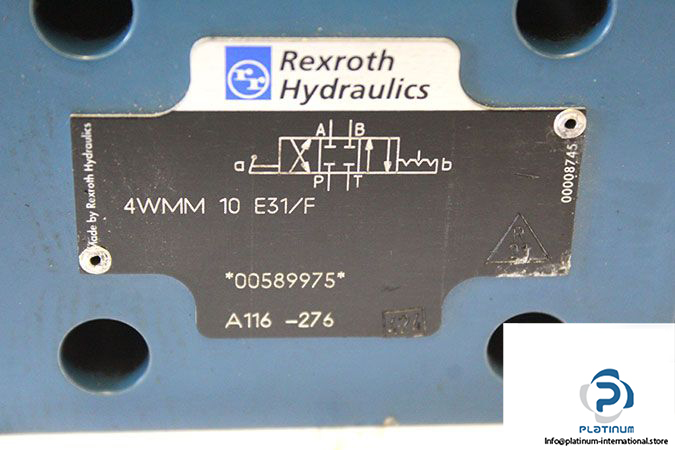 Rexroth
Hydraulics
Made by Rexroth Hydraulics
A B
a b
P T
00008745
4WMM 10 E31/F
*00589975*
A116 -276
PLATINUM
Info@platinum-international.store